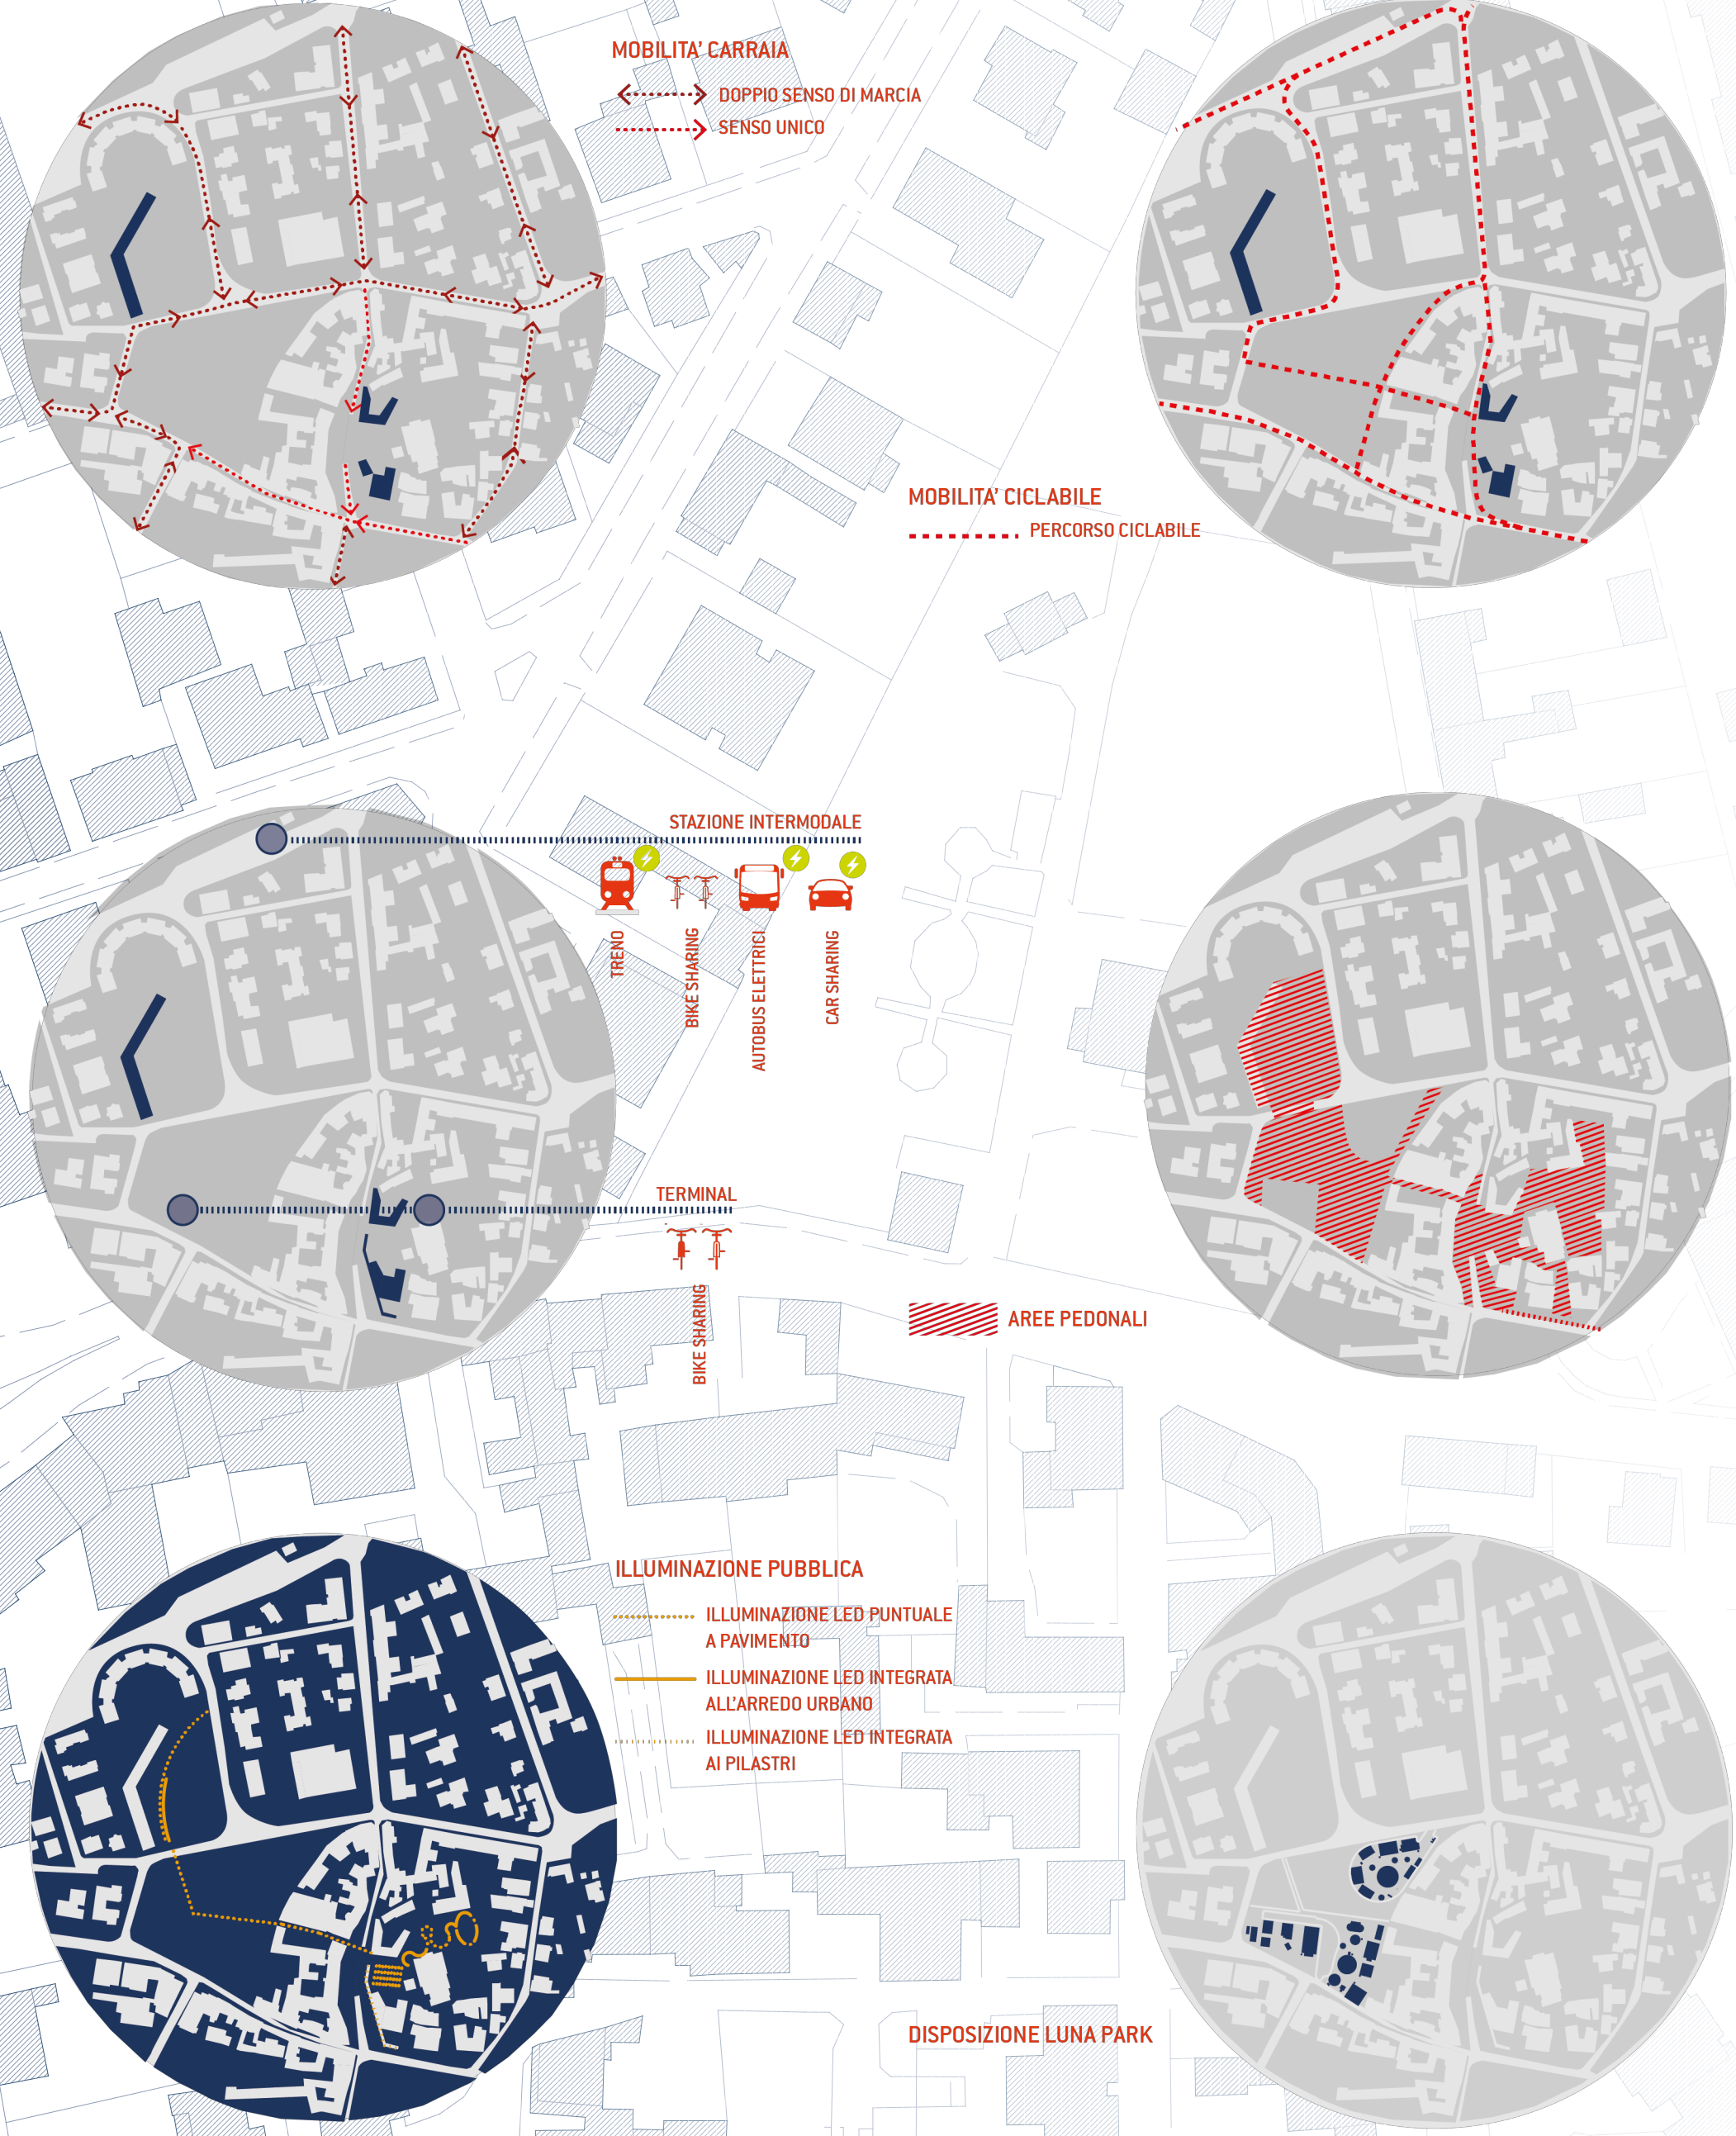 MOBILITA' CARRAIA
DOPPIO SENSO DI MARCIA
SENSO UNICO
MOBILITA' CICLABILE
PERCORSO CICLABILE
STAZIONE INTERMODALE
TRENO
BIKE SHARING
AUTOBUS ELETTRICI
CAR SHARING
TERMINAL
BIKE SHARING
AREE PEDONALI
ILLUMINAZIONE PUBBLICA
ILLUMINAZIONE LED PUNTUALE
A PAVIMENTO
ILLUMINAZIONE LED INTEGRATA
ALL'ARREDO URBANO
ILLUMINAZIONE LED INTEGRATA
AI PILASTRI
DISPOSIZIONE LUNA PARK